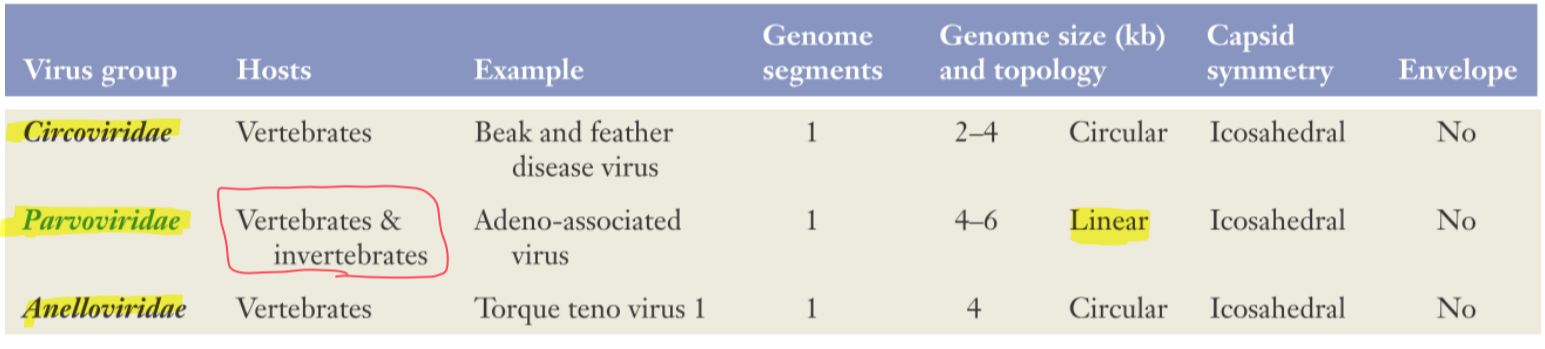 Virus group Hosts Example Genome segments Genome size (kb) and topology Capsid symmetry Envelope
Circoviridae Vertebrates Beak and feather disease virus 1 2–4 Circular Icosahedral No
Parvoviridae Vertebrates & invertebrates Adeno-associated virus 1 4–6 Linear Icosahedral No
Anelloviridae Vertebrates Torque teno virus 1 1 4 Circular Icosahedral No